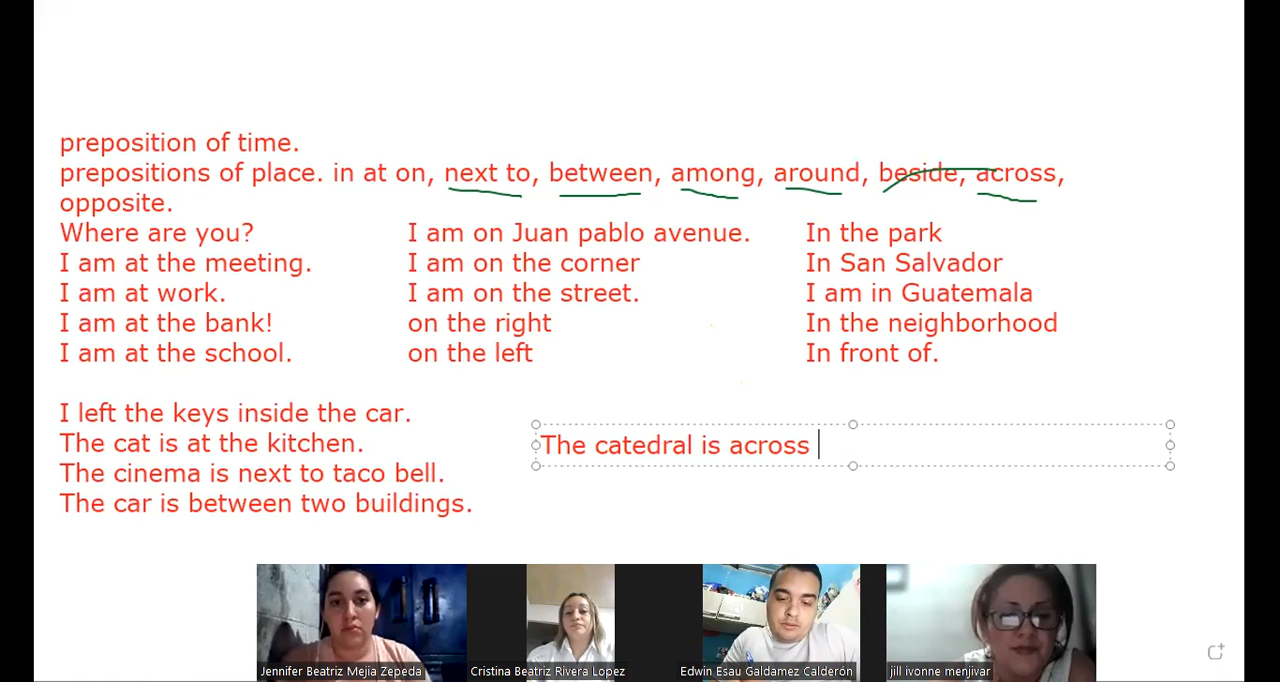 preposition of time.
prepositions of place. in at on, next to, between, among, around, beside, across,
opposite.
Where are you?
I am at the meeting.
I am at work.
I am at the bank!
I am at the school.
I am on Juan pablo avenue.
I am on the corner
I am on the street.
on the right
on the left
In the park
In San Salvador
I am in Guatemala
In the neighborhood
In front of.
I left the keys inside the car.
The cat is at the kitchen.
The cinema is next to taco bell.
The car is between two buildings.
The catedral is across
Jennifer Beatriz Mejia Zepeda
Cristina Beatriz Rivera Lopez
Edwin Esau Galdamez Calderón
jill ivonne menjivar